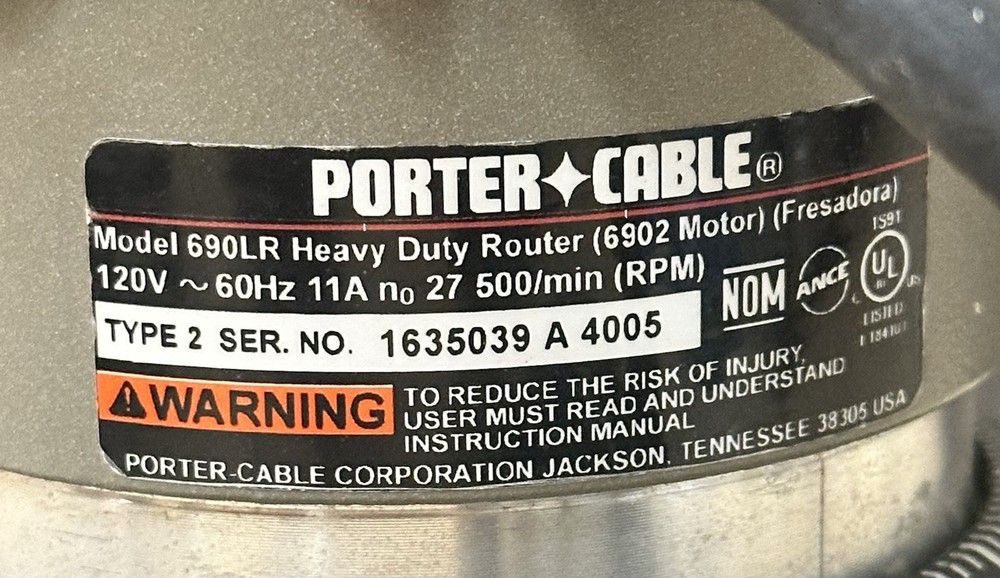 PORTER✦CABLE®
Model 690LR Heavy Duty Router (6902 Motor) (Fresadora)
120V ~ 60Hz 11A n₀ 27 500/min (RPM)
TYPE 2 SER. NO. 1635039 A 4005
NOM
ANCE
1S91
UL
LISTED
WARNING
TO REDUCE THE RISK OF INJURY,
USER MUST READ AND UNDERSTAND
INSTRUCTION MANUAL
PORTER-CABLE CORPORATION JACKSON, TENNESSEE 38305 USA